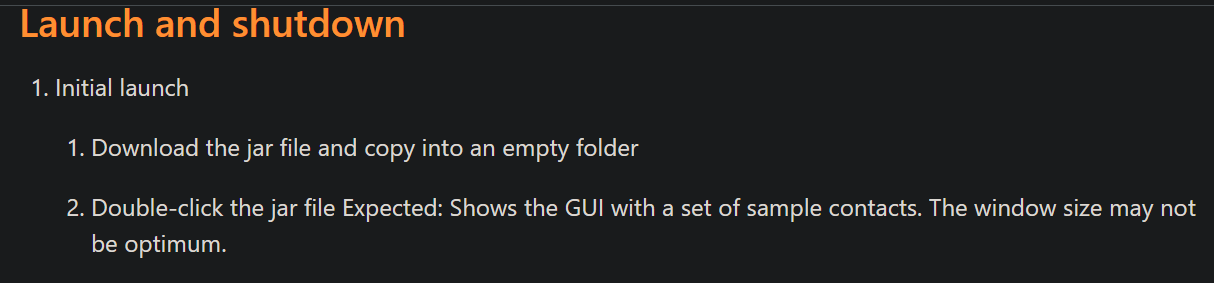 Launch and shutdown
1. Initial launch
1. Download the jar file and copy into an empty folder
2. Double-click the jar file Expected: Shows the GUI with a set of sample contacts. The window size may not
be optimum.